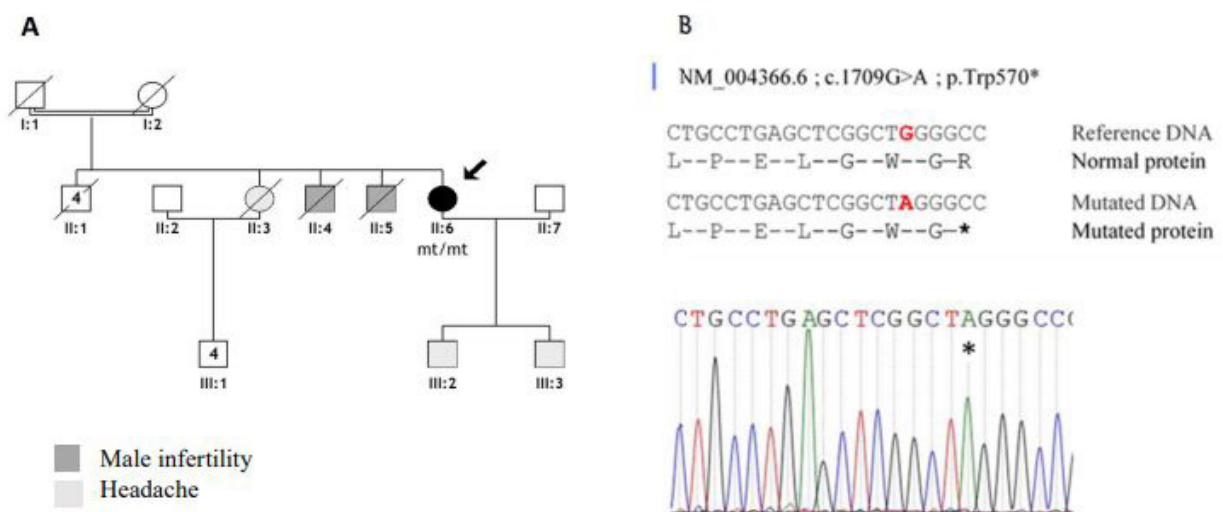 A
I:1 I:2
4
II:1 II:2 II:3 II:4 II:5 II:6 II:7
mt/mt
4
III:1 III:2 III:3
Male infertility
Headache
B
NM_004366.6 ; c.1709G>A ; p.Trp570*
CTGCCTGAGCTCGGCTGGGGCC Reference DNA
L--P--E--L--G--W--G-R Normal protein
CTGCCTGAGCTCGGCTAGGGCC Mutated DNA
L--P--E--L--G--W--G-* Mutated protein
CTGCCTGAGCTCGGCTAGGGCC
*